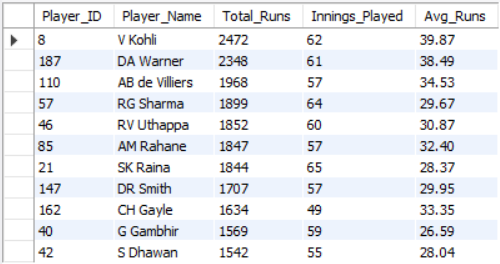 Player_ID Player_Name Total_Runs Innings_Played Avg_Runs
8 V Kohli 2472 62 39.87
187 DA Warner 2348 61 38.49
110 AB de Villiers 1968 57 34.53
57 RG Sharma 1899 64 29.67
46 RV Uthappa 1852 60 30.87
85 AM Rahane 1847 57 32.40
21 SK Raina 1844 65 28.37
147 DR Smith 1707 57 29.95
162 CH Gayle 1634 49 33.35
40 G Gambhir 1569 59 26.59
42 S Dhawan 1542 55 28.04